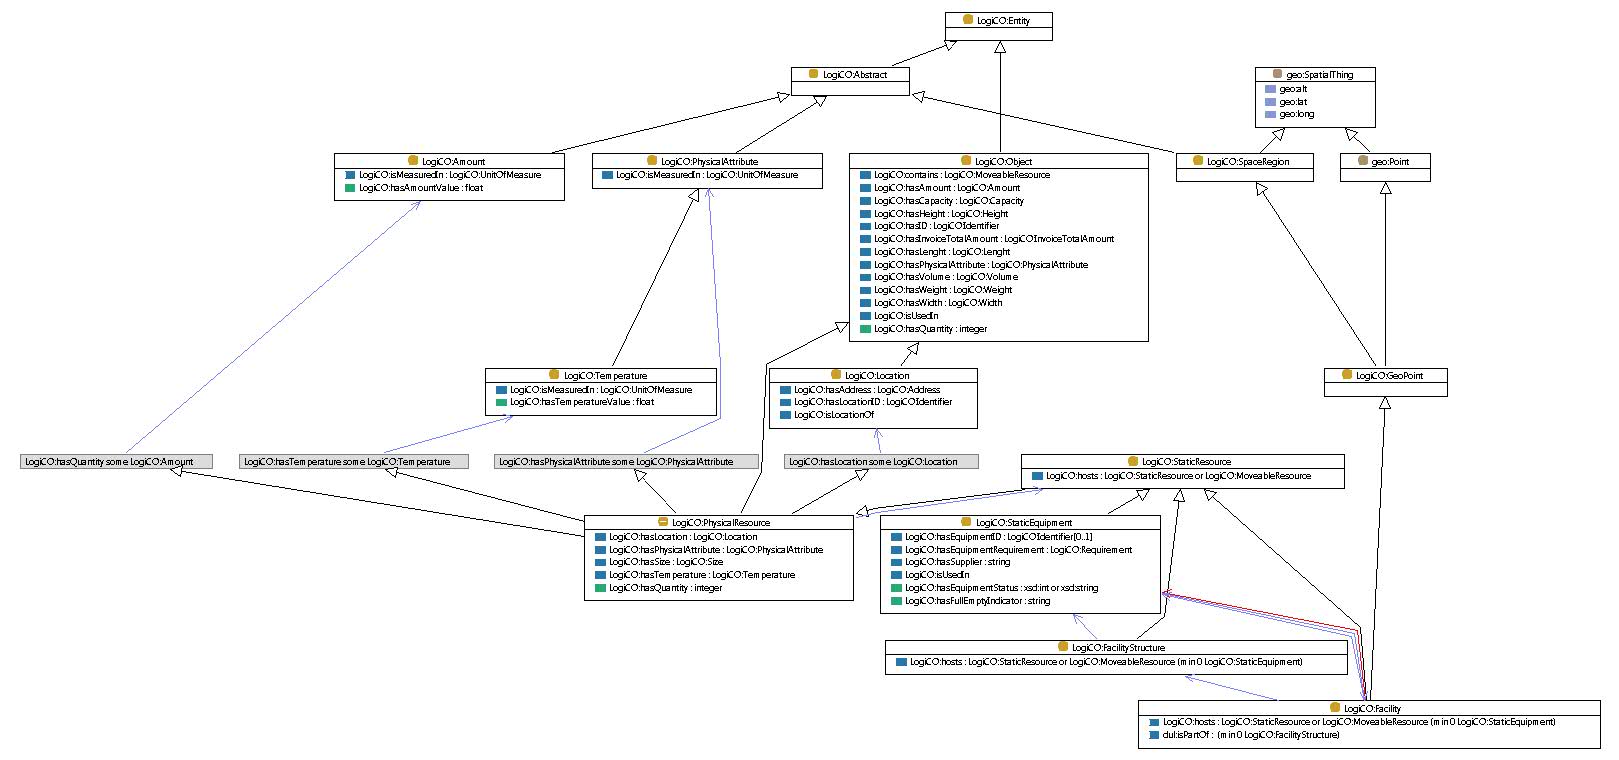 LogiCO:Entity
LogiCO:Abstract
geo:SpatialThing
geo:alt
geo:lat
geo:long
LogiCO:Amount
LogiCO:isMeasuredIn : LogiCO:UnitOfMeasure
LogiCO:hasAmountValue : float
LogiCO:PhysicalAttribute
LogiCO:isMeasuredIn : LogiCO:UnitOfMeasure
LogiCO:Object
LogiCO:contains : LogiCO:MoveableResource
LogiCO:hasAmount : LogiCO:Amount
LogiCO:hasCapacity : LogiCO:Capacity
LogiCO:hasHeight : LogiCO:Height
LogiCO:hasID : LogiCO:Identifier
LogiCO:hasInvoiceTotalAmount : LogiCO:InvoiceTotalAmount
LogiCO:hasLenght : LogiCO:Lenght
LogiCO:hasPhysicalAttribute : LogiCO:PhysicalAttribute
LogiCO:hasVolume : LogiCO:Volume
LogiCO:hasWeight : LogiCO:Weight
LogiCO:hasWidth : LogiCO:Width
LogiCO:isUsedIn
LogiCO:hasQuantity : integer
LogiCO:SpaceRegion
geo:Point
LogiCO:Temperature
LogiCO:isMeasuredIn : LogiCO:UnitOfMeasure
LogiCO:hasTemperatureValue : float
LogiCO:Location
LogiCO:hasAddress : LogiCO:Address
LogiCO:hasLocationID : LogiCO:Identifier
LogiCO:isLocationOf
LogiCO:GeoPoint
LogiCO:hasQuantity some LogiCO:Amount
LogiCO:hasTemperature some LogiCO:Temperature
LogiCO:hasPhysicalAttribute some LogiCO:PhysicalAttribute
LogiCO:hasLocation some LogiCO:Location
LogiCO:StaticResource
LogiCO:hosts : LogiCO:StaticResource or LogiCO:MoveableResource
LogiCO:PhysicalResource
LogiCO:hasLocation : LogiCO:Location
LogiCO:hasPhysicalAttribute : LogiCO:PhysicalAttribute
LogiCO:hasSize : LogiCO:Size
LogiCO:hasTemperature : LogiCO:Temperature
LogiCO:hasQuantity : integer
LogiCO:StaticEquipment
LogiCO:hasEquipmentID : LogiCO:Identifier[0..1]
LogiCO:hasEquipmentRequirement : LogiCO:Requirement
LogiCO:hasSupplier : string
LogiCO:isUsedIn
LogiCO:hasEquipmentStatus : xsd:int or xsd:string
LogiCO:hasFullEmptyIndicator : string
LogiCO:FacilityStructure
LogiCO:hosts : LogiCO:StaticResource or LogiCO:MoveableResource (min 0 LogiCO:StaticEquipment)
LogiCO:Facility
LogiCO:hosts : LogiCO:StaticResource or LogiCO:MoveableResource (min 0 LogiCO:StaticEquipment)
dul:isPartOf : (min 0 LogiCO:FacilityStructure)